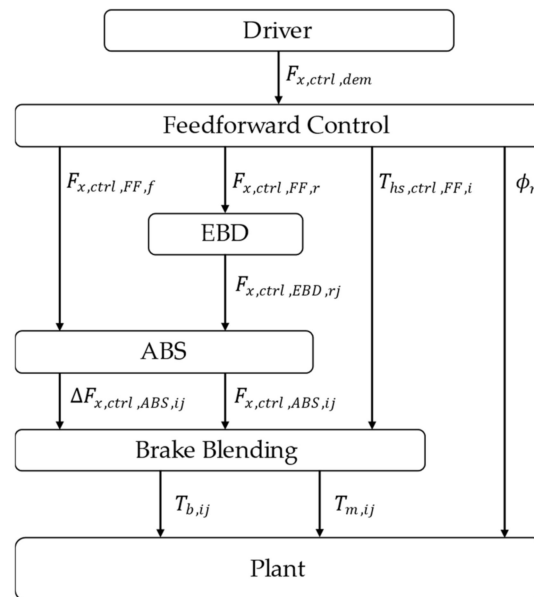 Driver
F_{x,ctrl,dem}
Feedforward Control
F_{x,ctrl,FF,f} F_{x,ctrl,FF,r} T_{hs,ctrl,FF,i}
EBD
F_{x,ctrl,EBD,rj}
ABS
ΔF_{x,ctrl,ABS,ij} F_{x,ctrl,ABS,ij}
Brake Blending
T_{b,ij} T_{m,ij}
Plant